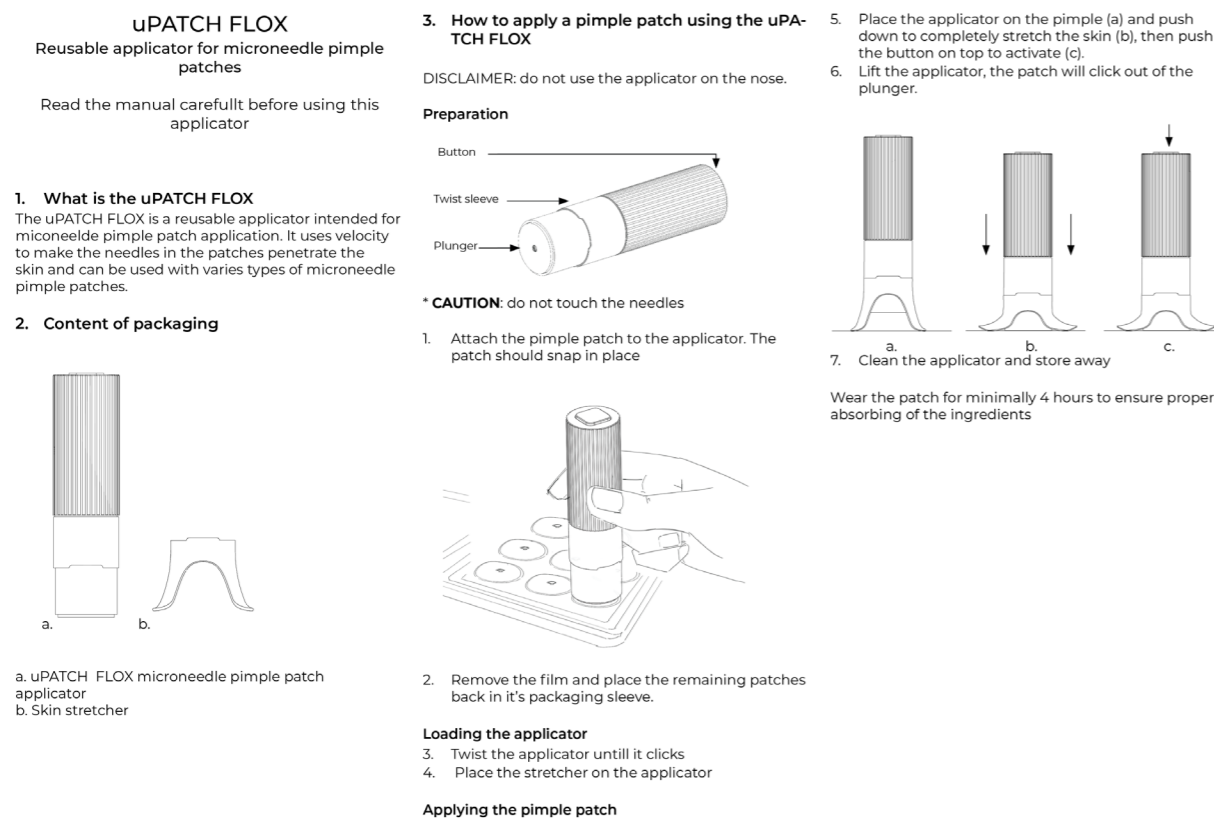 uPATCH FLOX
Reusable applicator for microneedle pimple
patches
Read the manual carefullt before using this
applicator
1. What is the uPATCH FLOX
The uPATCH FLOX is a reusable applicator intended for
miconeelde pimple patch application. It uses velocity
to make the needles in the patches penetrate the
skin and can be used with varies types of microneedle
pimple patches.
2. Content of packaging
a.
b.
a. uPATCH FLOX microneedle pimple patch
applicator
b. Skin stretcher
3. How to apply a pimple patch using the uPA-
TCH FLOX
DISCLAIMER: do not use the applicator on the nose.
Preparation
Button
Twist sleeve
Plunger
* CAUTION: do not touch the needles
1. Attach the pimple patch to the applicator. The
patch should snap in place
2. Remove the film and place the remaining patches
back in it's packaging sleeve.
Loading the applicator
3. Twist the applicator untill it clicks
4. Place the stretcher on the applicator
Applying the pimple patch
5. Place the applicator on the pimple (a) and push
down to completely stretch the skin (b), then push
the button on top to activate (c).
6. Lift the applicator, the patch will click out of the
plunger.
a.
b.
c.
7. Clean the applicator and store away
Wear the patch for minimally 4 hours to ensure proper
absorbing of the ingredients